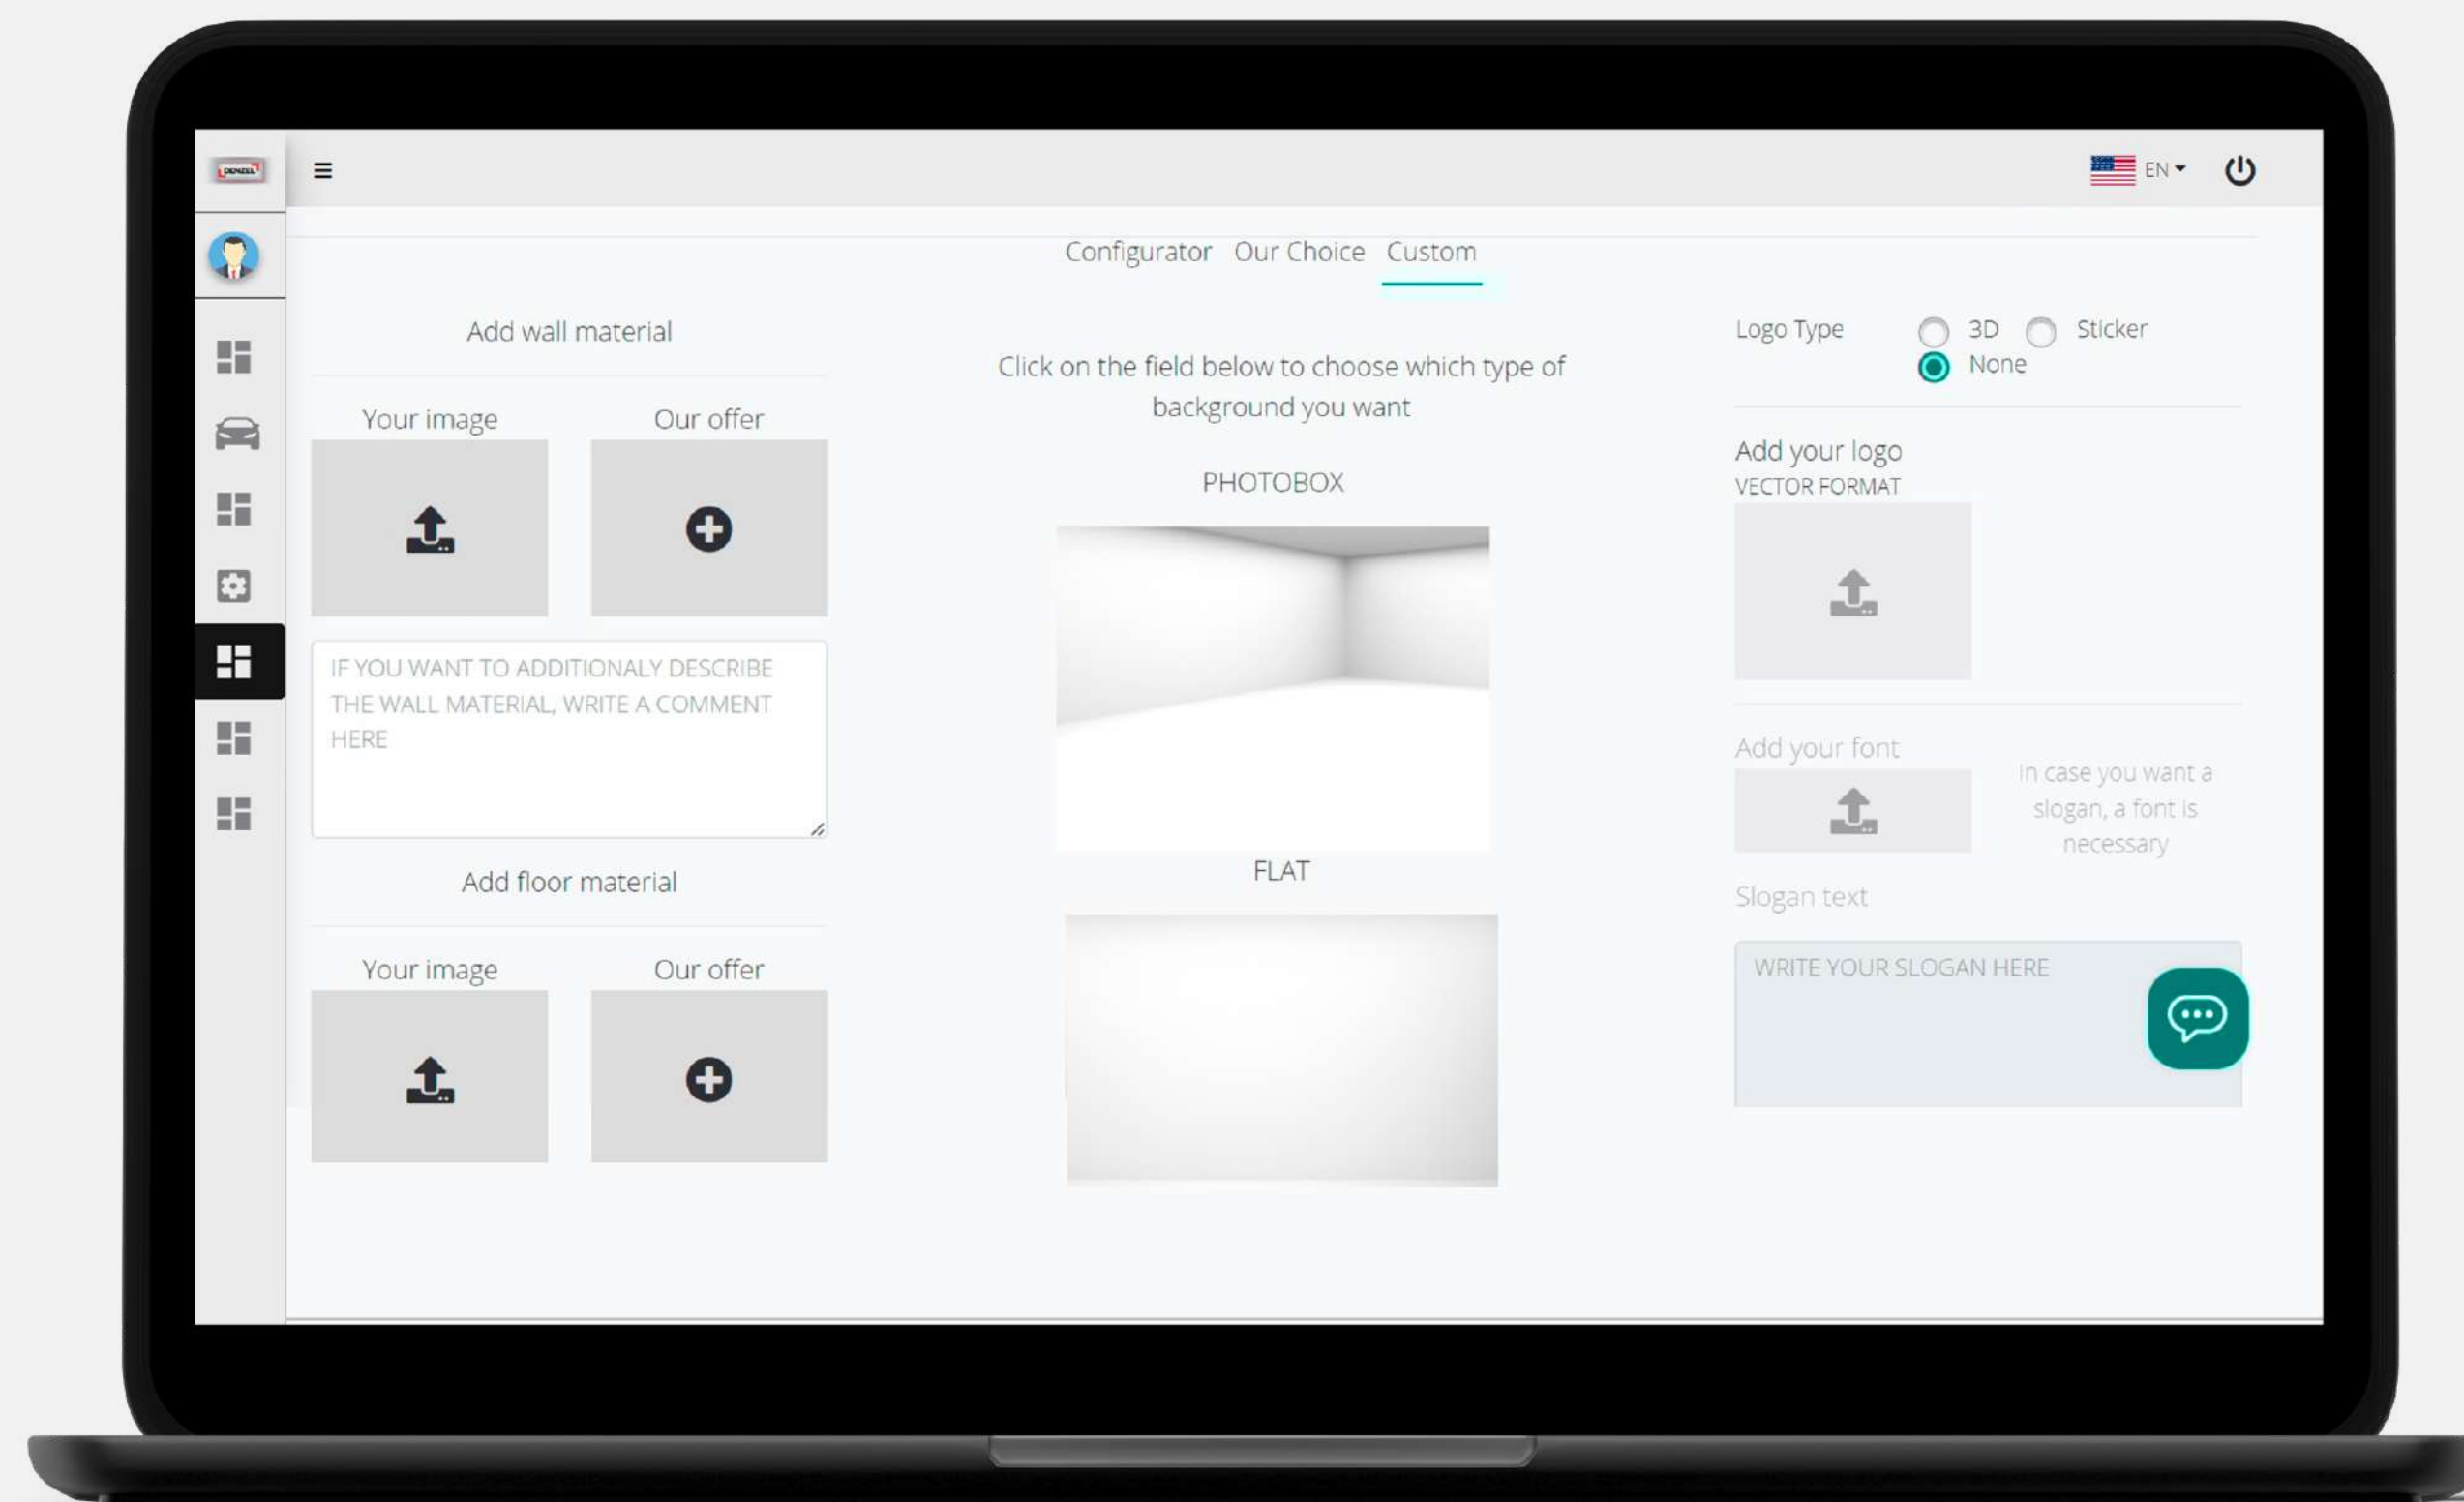 DENZEL
EN
Configurator Our Choice Custom
Add wall material
Your image Our offer
IF YOU WANT TO ADDITIONALY DESCRIBE
THE WALL MATERIAL, WRITE A COMMENT
HERE
Add floor material
Your image Our offer
Click on the field below to choose which type of
background you want
PHOTOBOX
FLAT
Logo Type 3D Sticker
None
Add your logo
VECTOR FORMAT
Add your font
In case you want a
slogan, a font is
necessary
Slogan text
WRITE YOUR SLOGAN HERE